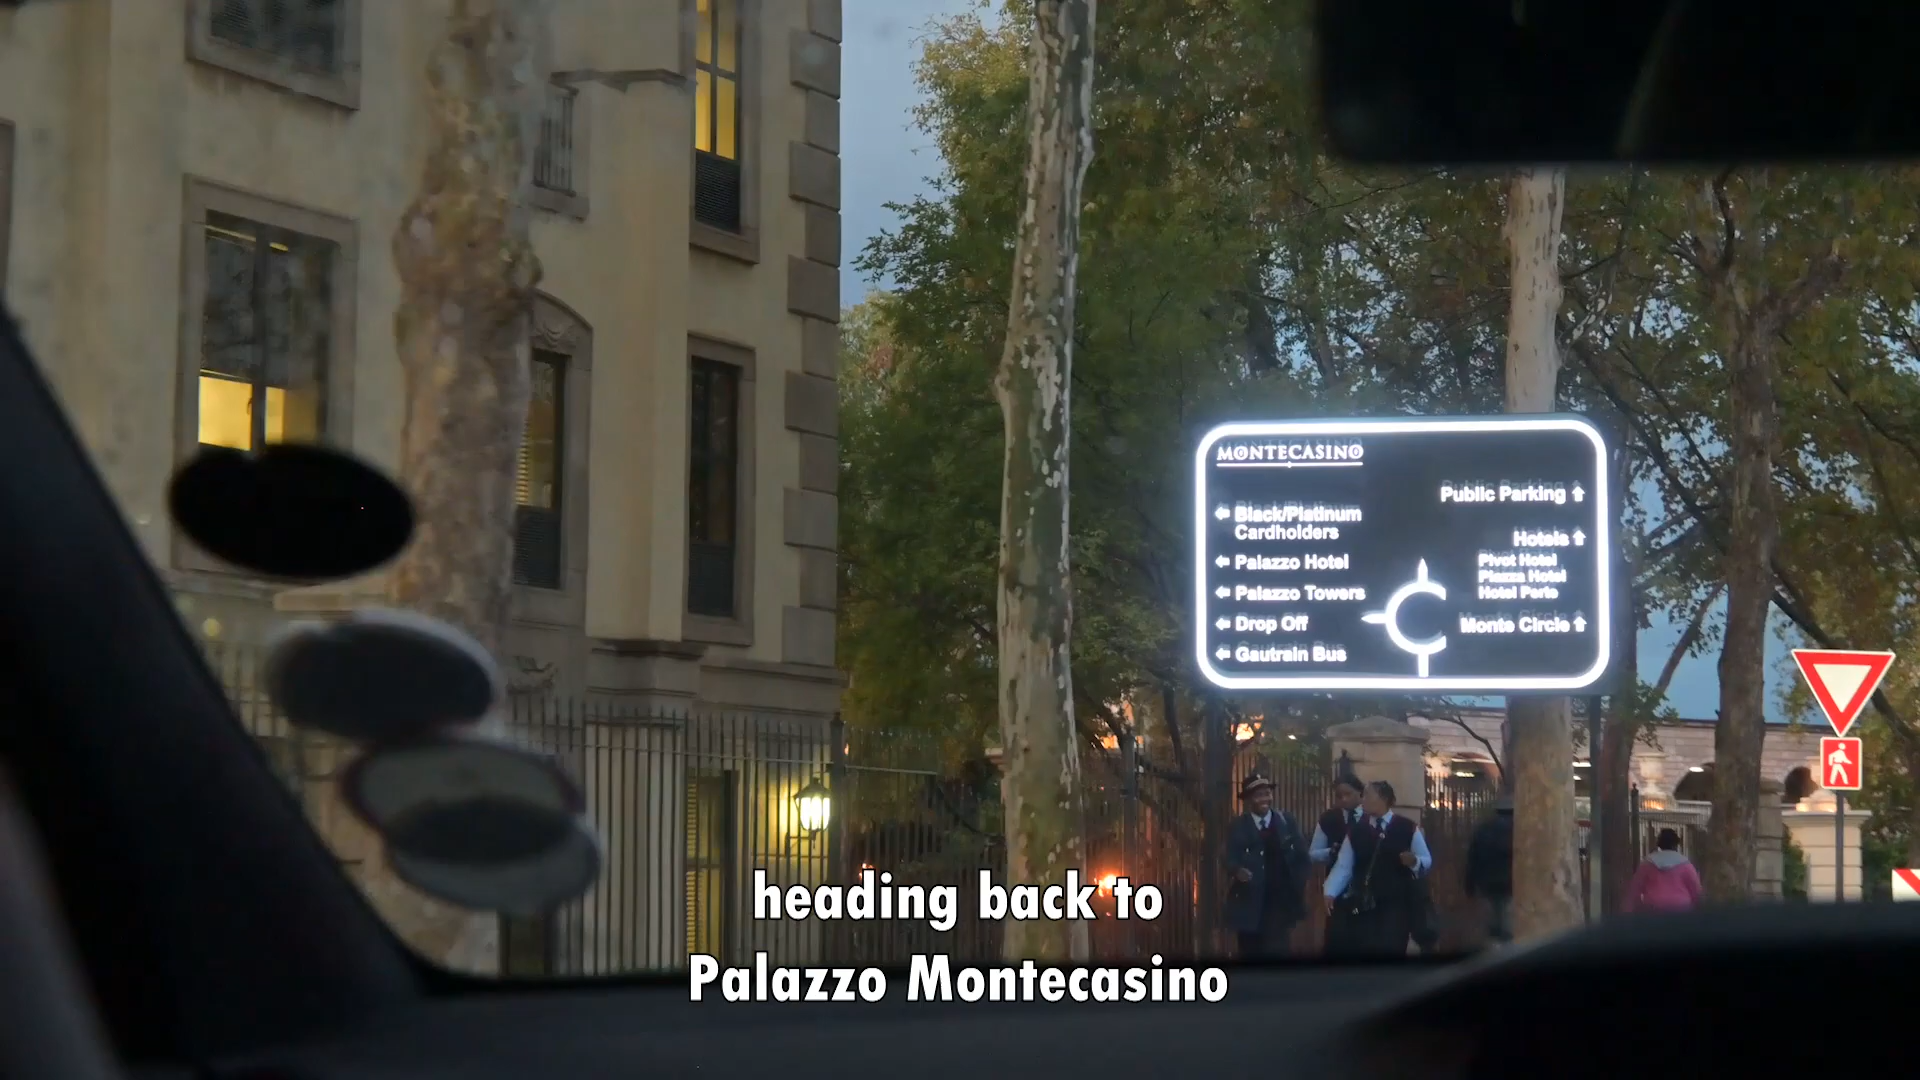 MONTECASINO
Black/Platinum
Cardholders
Palazzo Hotel
Palazzo Towers
Drop Off
Gautrain Bus
Public Parking
Hotels
Pivot Hotel
Piazza Hotel
Hotel Porto
Monte Circle
heading back to
Palazzo Montecasino